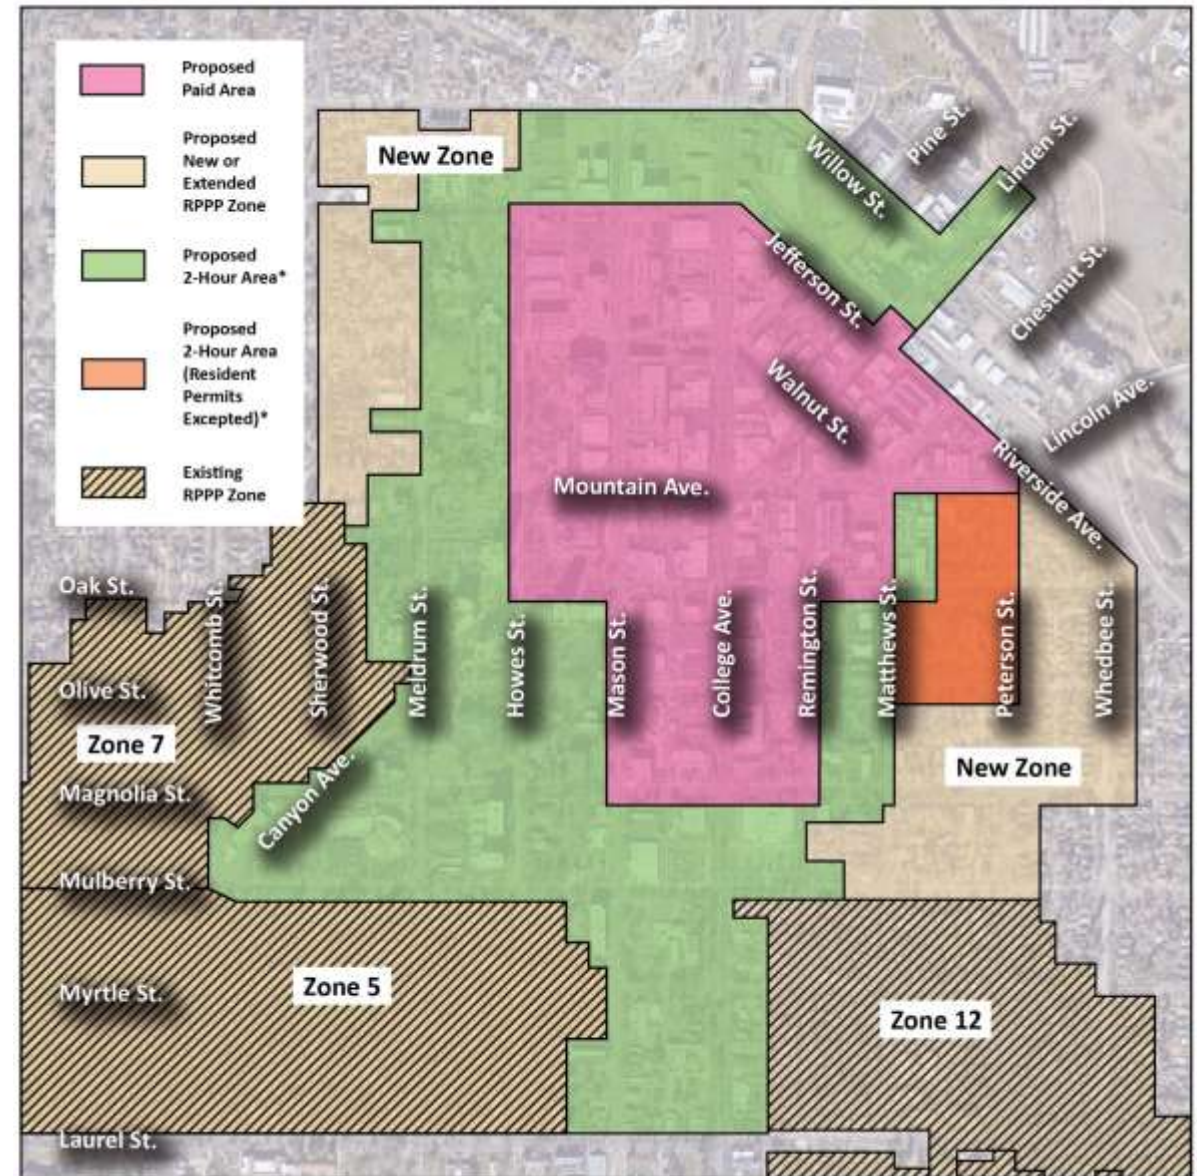 Proposed
Paid Area
Proposed
New or
Extended
RPPP Zone
Proposed
2-Hour Area*
Proposed
2-Hour Area
(Resident
Permits
Excepted)*
Existing
RPPP Zone
New Zone
Willow St.
Pine St.
Linden St.
Jefferson St.
Chestnut St.
Walnut St.
Lincoln Ave.
Riverside Ave.
Mountain Ave.
Oak St.
Whitcomb St.
Sherwood St.
Meldrum St.
Howes St.
Mason St.
College Ave.
Remington St.
Matthews St.
Peterson St.
Whedbee St.
Olive St.
Zone 7
New Zone
Magnolia St.
Canyon Ave.
Mulberry St.
Zone 5
Myrtle St.
Zone 12
Laurel St.